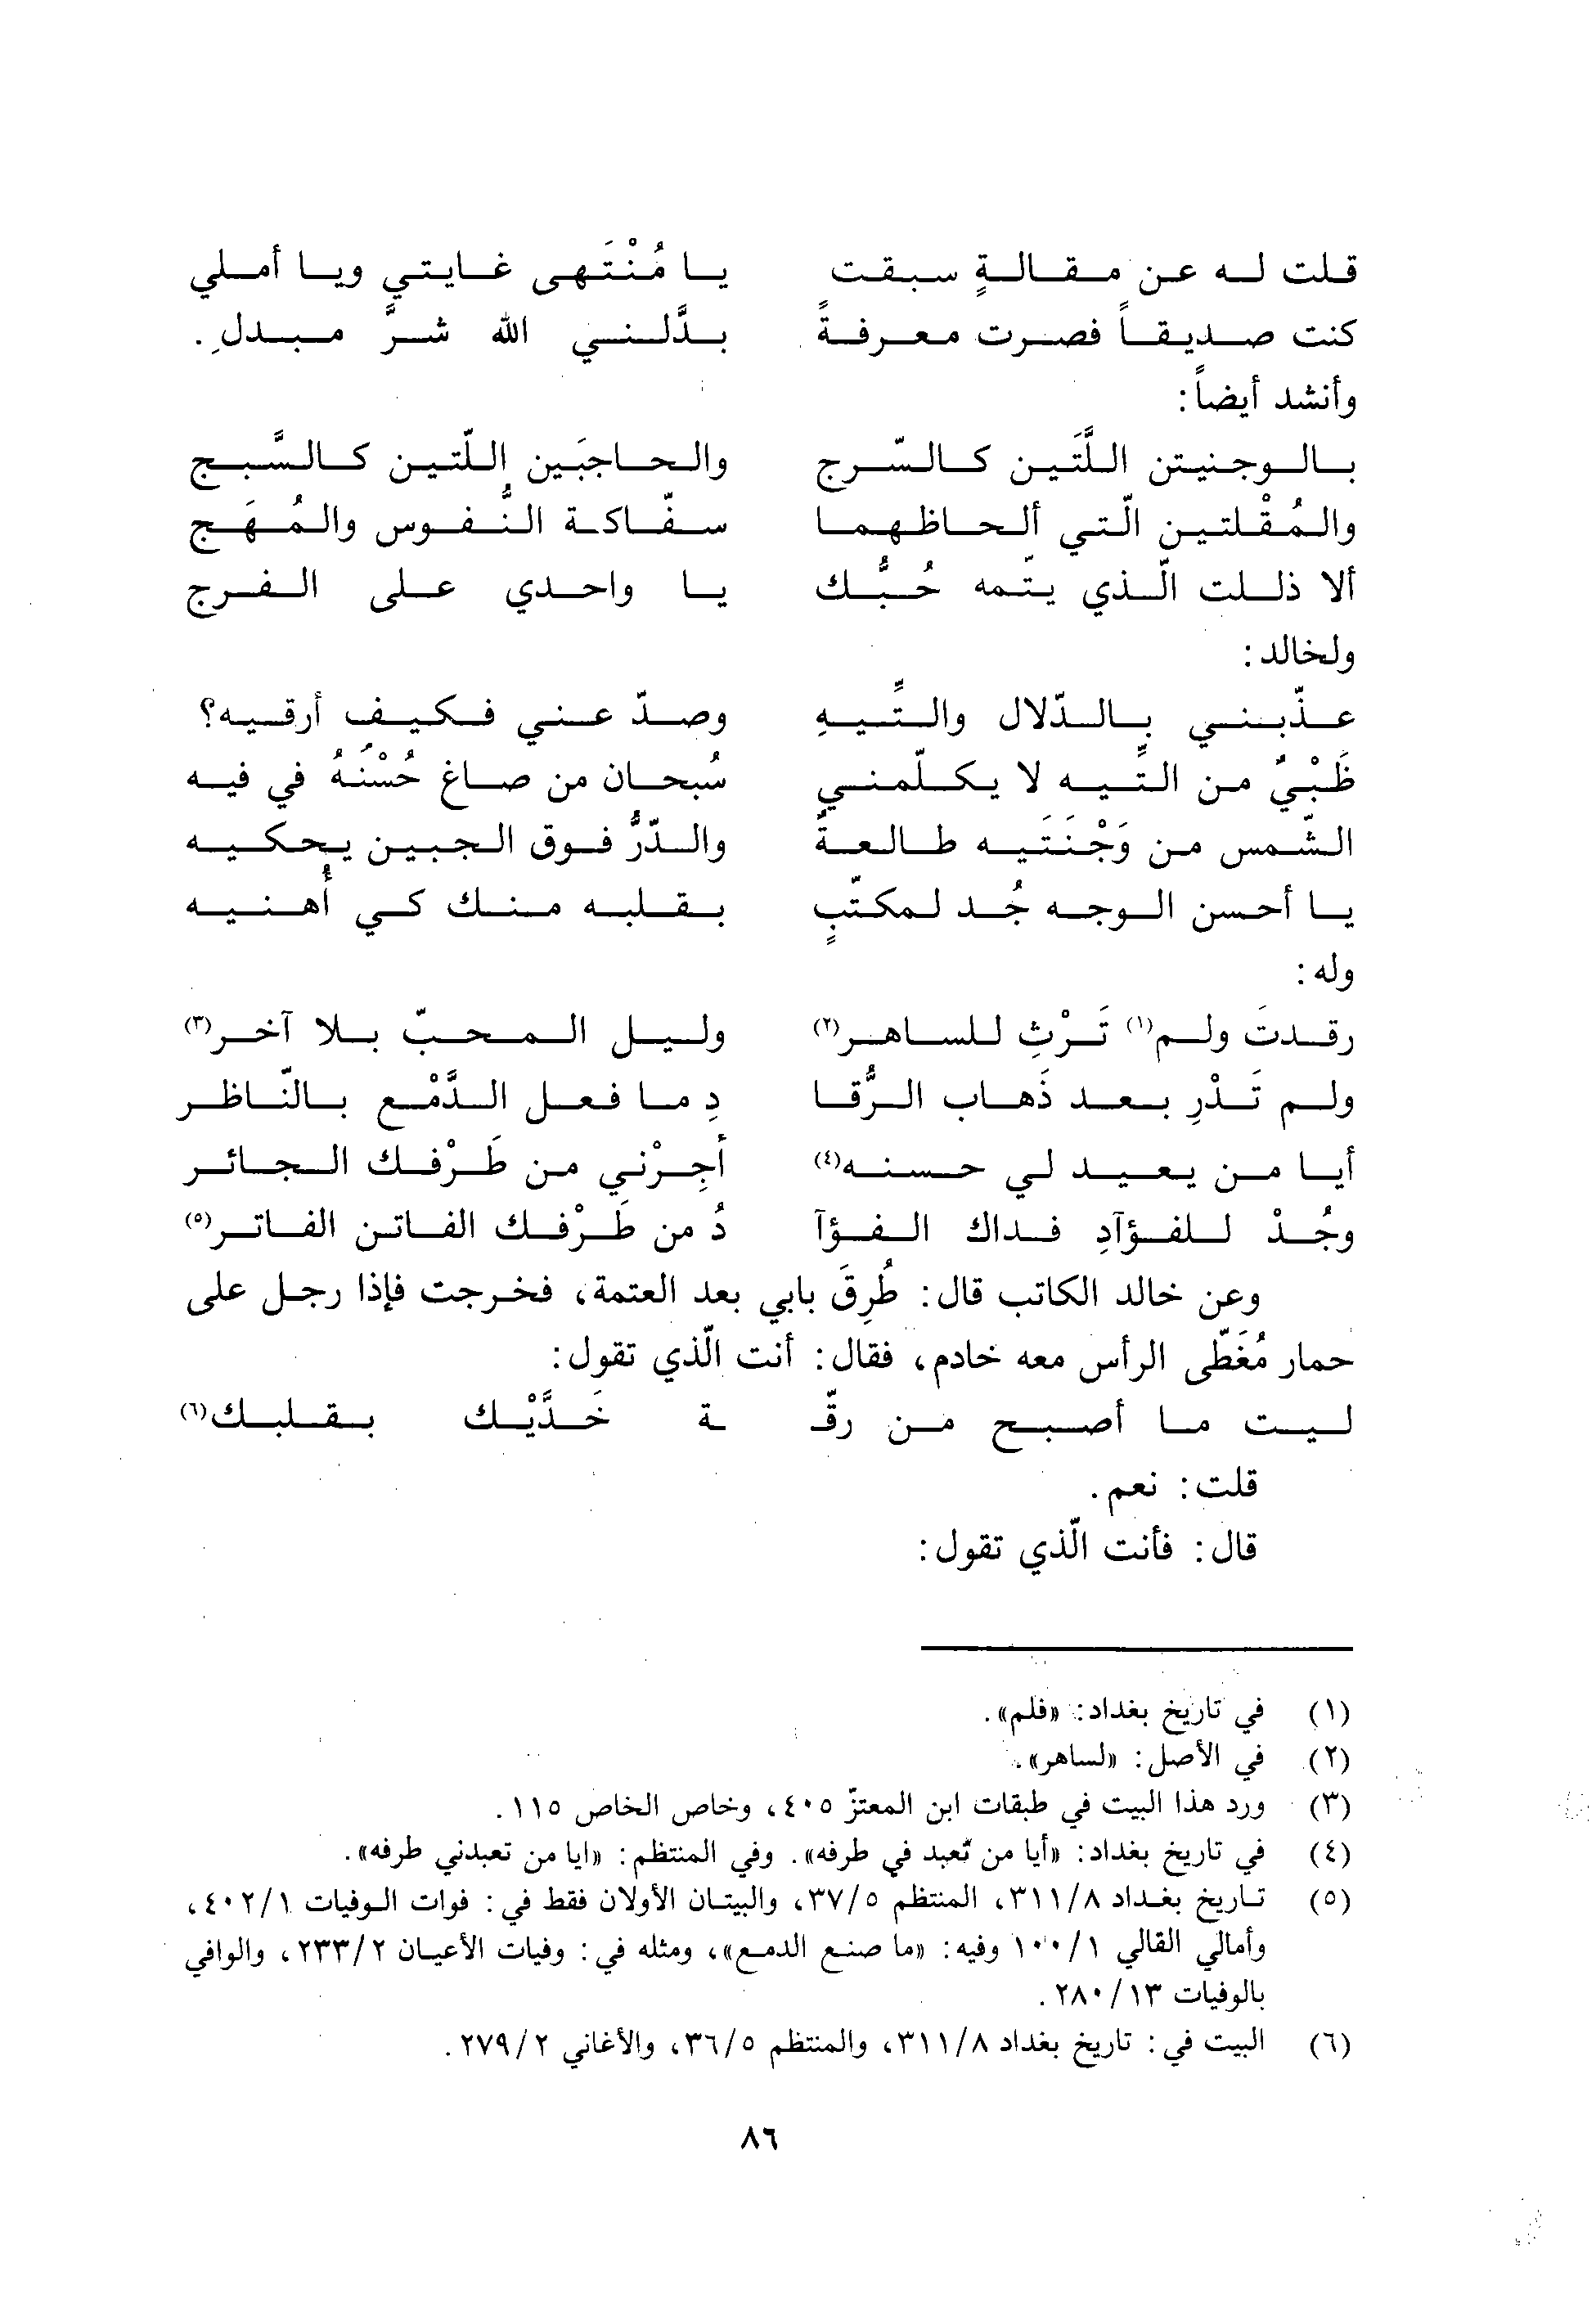 قلت له عن مقالةٍ سبقت يا مُنْتَهى غايتي ويا أملي
كنت صديقاً فصرت معرفةً بدَّلني الله شرَّ مبدلِ.
وأنشد أيضاً:
بالوجنيتن اللَّتَين كالسّرج والحاجبَين اللّتين كالسَّبج
والمُقْلتين الّتي ألحاظهما سفّاكة النُّفوس والمُهَج
ألا ذللت الّذي يتّمه حُبُّك يا واحدي على الفرج
ولخالد:
عذّبني بالدّلال والتِّيهِ وصدّ عني فكيف أرقيه؟
ظَبْيٌ من التِّيه لا يكلّمني سُبحان من صاغ حُسْنَهُ في فيه
الشّمس من وَجْنَتَيه طالعةٌ والدّرُّ فوق الجبين يحكيه
يا أحسن الوجه جُد لمكتّبٍ بقلبه منك كي أُهنيه
وله:
رقدتَ ولم(١) تَرْثِ للساهر(٢) وليل المحبّ بلا آخر(٣)
ولم تَدْرِ بعد ذَهاب الرُّقا دِ ما فعل الدَّمْع بالنّاظر
أيا من يعيد لي حسنه(٤) أجِرْني من طَرْفك الجائر
وجُدْ للفؤآدِ فداك الفؤآ دُ من طَرْفك الفاتن الفاتر(٥)
وعن خالد الكاتب قال: طُرِقَ بابي بعد العتمة، فخرجت فإذا رجل على
حمار مُغَطّى الرأس معه خادم، فقال: أنت الّذي تقول:
ليت ما أصبح من رقّـ ـة خَدَّيْك بقلبك(٦)
قلت: نعم.
قال: فأنت الّذي تقول:
(١) في تاريخ بغداد: «فلم».
(٢) في الأصل: «لساهر».
(٣) ورد هذا البيت في طبقات ابن المعتزّ ٤٠٥، وخاص الخاص ١١٥.
(٤) في تاريخ بغداد: «أيا من تعبد في طرفه». وفي المنتظم: «ايا من تعبدني طرفه».
(٥) تاريخ بغداد ٣١١/٨، المنتظم ٣٧/٥، والبيتان الأولان فقط في: فوات الوفيات ٤٠٢/١،
وأمالي القالي ١٠٠/١ وفيه: «ما صنع الدمع»، ومثله في: وفيات الأعيان ٢٣٣/٢، والوافي
بالوفيات ٢٨٠/١٣.
(٦) البيت في: تاريخ بغداد ٣١١/٨، والمنتظم ٣٦/٥، والأغاني ٢٧٩/٢.
٨٦